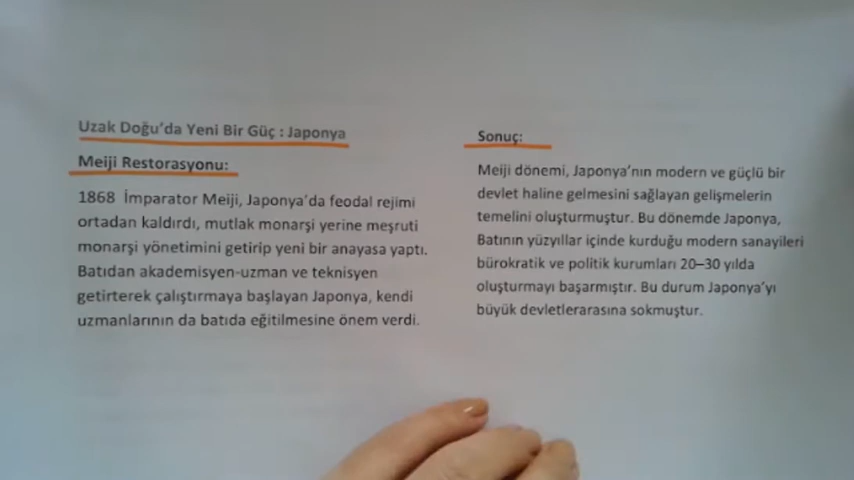 Uzak Doğu'da Yeni Bir Güç : Japonya
Meiji Restorasyonu:
1868  İmparator Meiji, Japonya'da feodal rejimi
ortadan kaldırdı, mutlak monarşi yerine meşruti
monarşi yönetimini getirip yeni bir anayasa yaptı.
Batıdan akademisyen-uzman ve teknisyen
getirterek çalıştırmaya başlayan Japonya, kendi
uzmanlarının da batıda eğitilmesine önem verdi.
Sonuç:
Meiji dönemi, Japonya'nın modern ve güçlü bir
devlet haline gelmesini sağlayan gelişmelerin
temelini oluşturmuştur. Bu dönemde Japonya,
Batının yüzyıllar içinde kurduğu modern sanayileri
bürokratik ve politik kurumları 20–30 yılda
oluşturmayı başarmıştır. Bu durum Japonya'yı
büyük devletlerarasına sokmuştur.